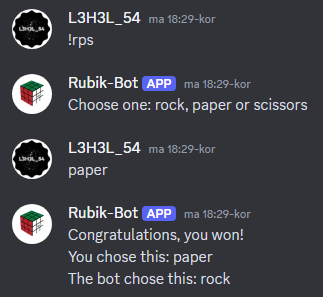 L3H3L_54 ma 18:29-kor
!rps
Rubik-Bot APP ma 18:29-kor
Choose one: rock, paper or scissors
L3H3L_54 ma 18:29-kor
paper
Rubik-Bot APP ma 18:29-kor
Congratulations, you won!
You chose this: paper
The bot chose this: rock